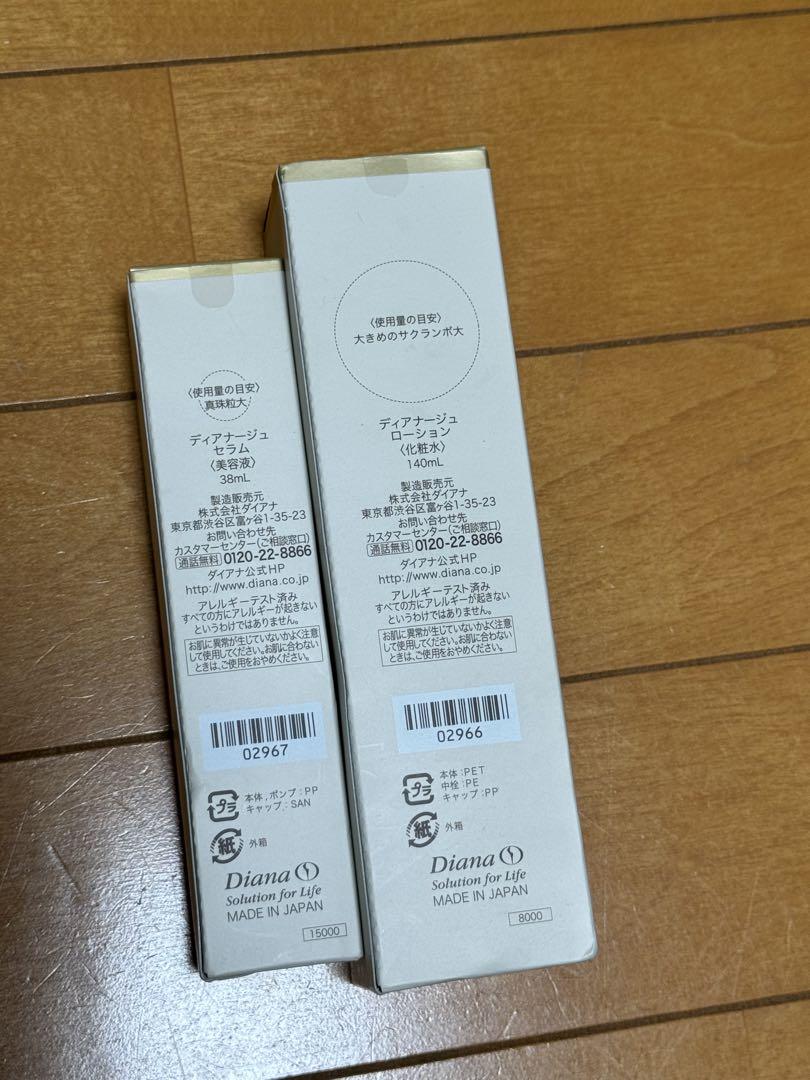 〈使用量の目安〉
真珠粒大
ディアナージュ
セラム
〈美容液〉
38mL
製造販売元
株式会社ダイアナ
東京都渋谷区富ヶ谷1-35-23
お問い合わせ先
カスタマーセンター(ご相談窓口)
通話無料 0120-22-8866
ダイアナ公式HP
http://www.diana.co.jp
アレルギーテスト済み
すべての方にアレルギーが起きない
というわけではありません。
お肌に異常が生じていないかよく注意
して使用してください。お肌に合わない
ときは、ご使用をおやめください。
02967
プラ
本体,ポンプ:PP
キャップ:SAN
紙
外箱
Diana
Solution for Life
MADE IN JAPAN
15000
〈使用量の目安〉
大きめのサクランボ大
ディアナージュ
ローション
〈化粧水〉
140mL
製造販売元
株式会社ダイアナ
東京都渋谷区富ヶ谷1-35-23
お問い合わせ先
カスタマーセンター(ご相談窓口)
通話無料 0120-22-8866
ダイアナ公式HP
http://www.diana.co.jp
アレルギーテスト済み
すべての方にアレルギーが起きない
というわけではありません。
お肌に異常が生じていないかよく注意
して使用してください。お肌に合わない
ときは、ご使用をおやめください。
02966
プラ
本体:PET
中栓:PE
キャップ:PP
紙
外箱
Diana
Solution for Life
MADE IN JAPAN
8000